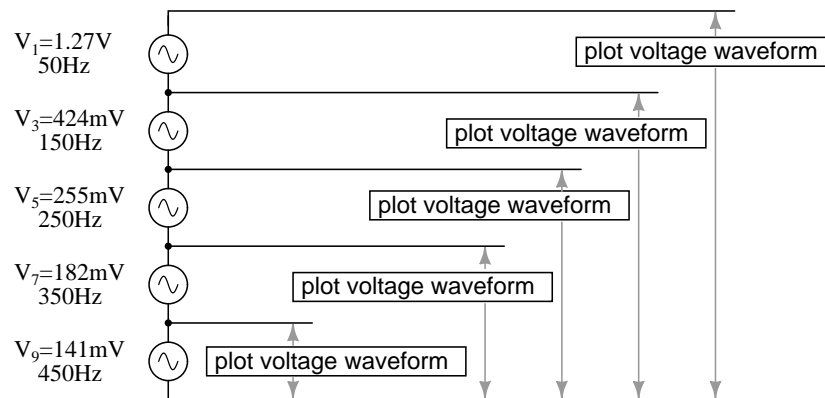 V1=1.27V
50Hz
plot voltage waveform
V3=424mV
150Hz
plot voltage waveform
V5=255mV
250Hz
plot voltage waveform
V7=182mV
350Hz
plot voltage waveform
V9=141mV
450Hz
plot voltage waveform